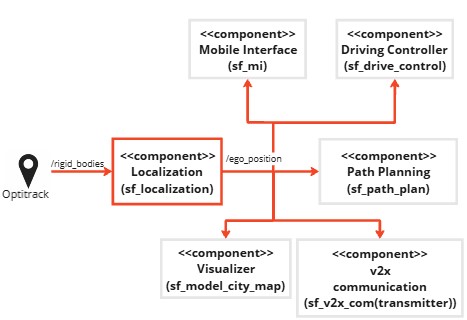 <<component>>
Mobile Interface
(sf_mi)
<<component>>
Driving Controller
(sf_drive_control)
Optitrack
/rigid_bodies
<<component>>
Localization
(sf_localization)
/ego_position
<<component>>
Path Planning
(sf_path_plan)
<<component>>
Visualizer
(sf_model_city_map)
<<component>>
v2x
communication
(sf_v2x_com(transmitter))